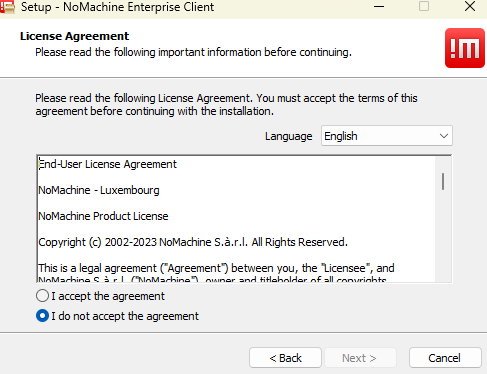 Setup - NoMachine Enterprise Client
License Agreement
Please read the following important information before continuing.
!M
Please read the following License Agreement. You must accept the terms of this
agreement before continuing with the installation.
Language English
End-User License Agreement
NoMachine - Luxembourg
NoMachine Product License
Copyright (c) 2002-2023 NoMachine S.à.r.l. All Rights Reserved.
This is a legal agreement ("Agreement") between you, the "Licensee", and
NoMachine S.à.r.l. ("NoMachine"), owner and titleholder of all copyrights
I accept the agreement
I do not accept the agreement
< Back Next > Cancel